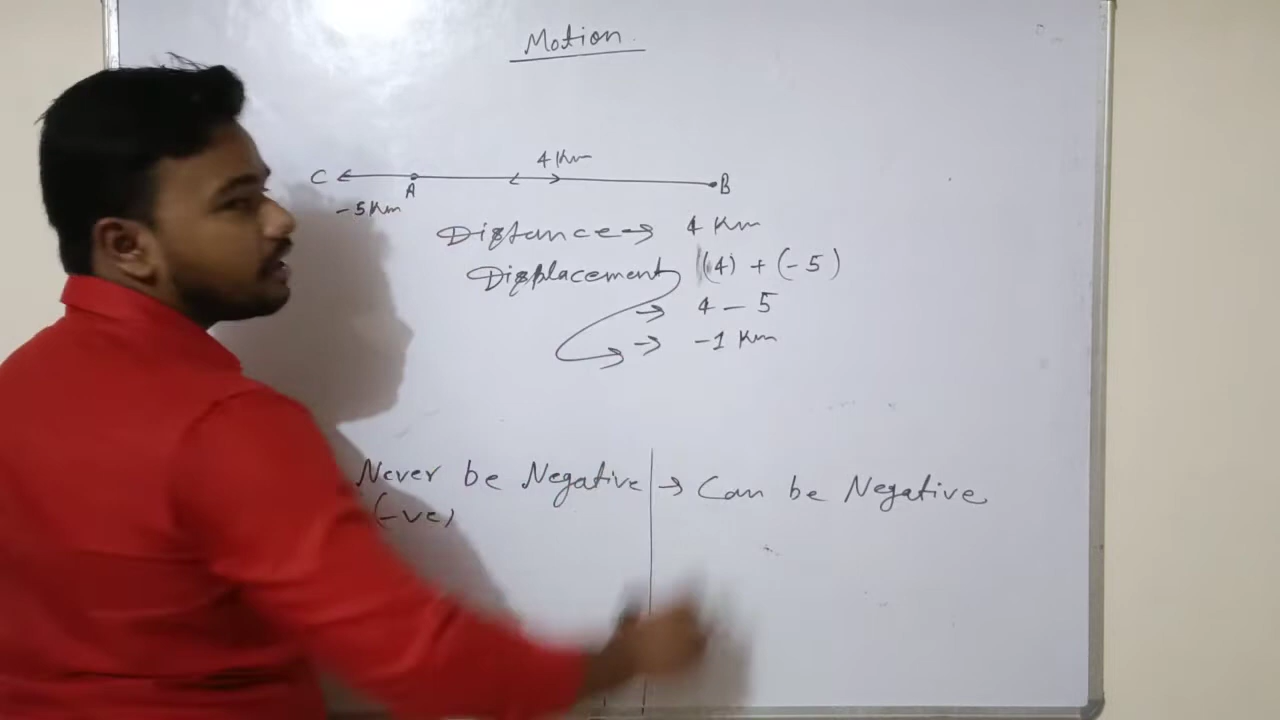 Motion.
4 Km
C A B
-5 Km
Distance → 4 Km
Displacement (4) + (-5)
→ 4 - 5
→ -1 Km
Never be Negative → Can be Negative
(-ve)